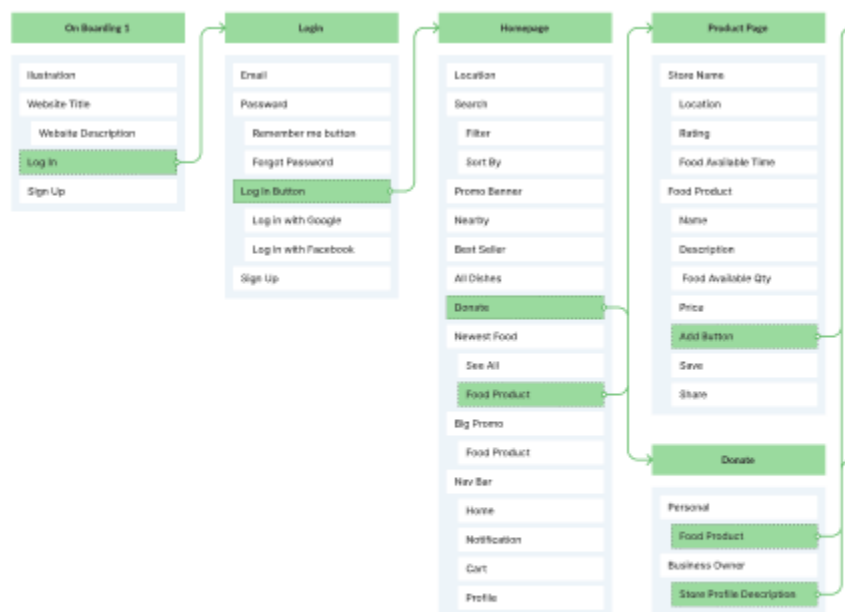 On Boarding 1
Ilustration
Website Title
Website Description
Log In
Sign Up
Login
Email
Password
Remember me button
Forgot Password
Log In Button
Log in with Google
Log in with Facebook
Sign Up
Homepage
Location
Search
Filter
Sort By
Promo Banner
Nearby
Best Seller
All Dishes
Donate
Newest Food
See All
Food Product
Big Promo
Food Product
Nav Bar
Home
Notification
Cart
Profile
Product Page
Store Name
Location
Rating
Food Available Time
Food Product
Name
Description
Food Available Qty
Price
Add Button
Save
Share
Donate
Personal
Food Product
Business Owner
Store Profile Description